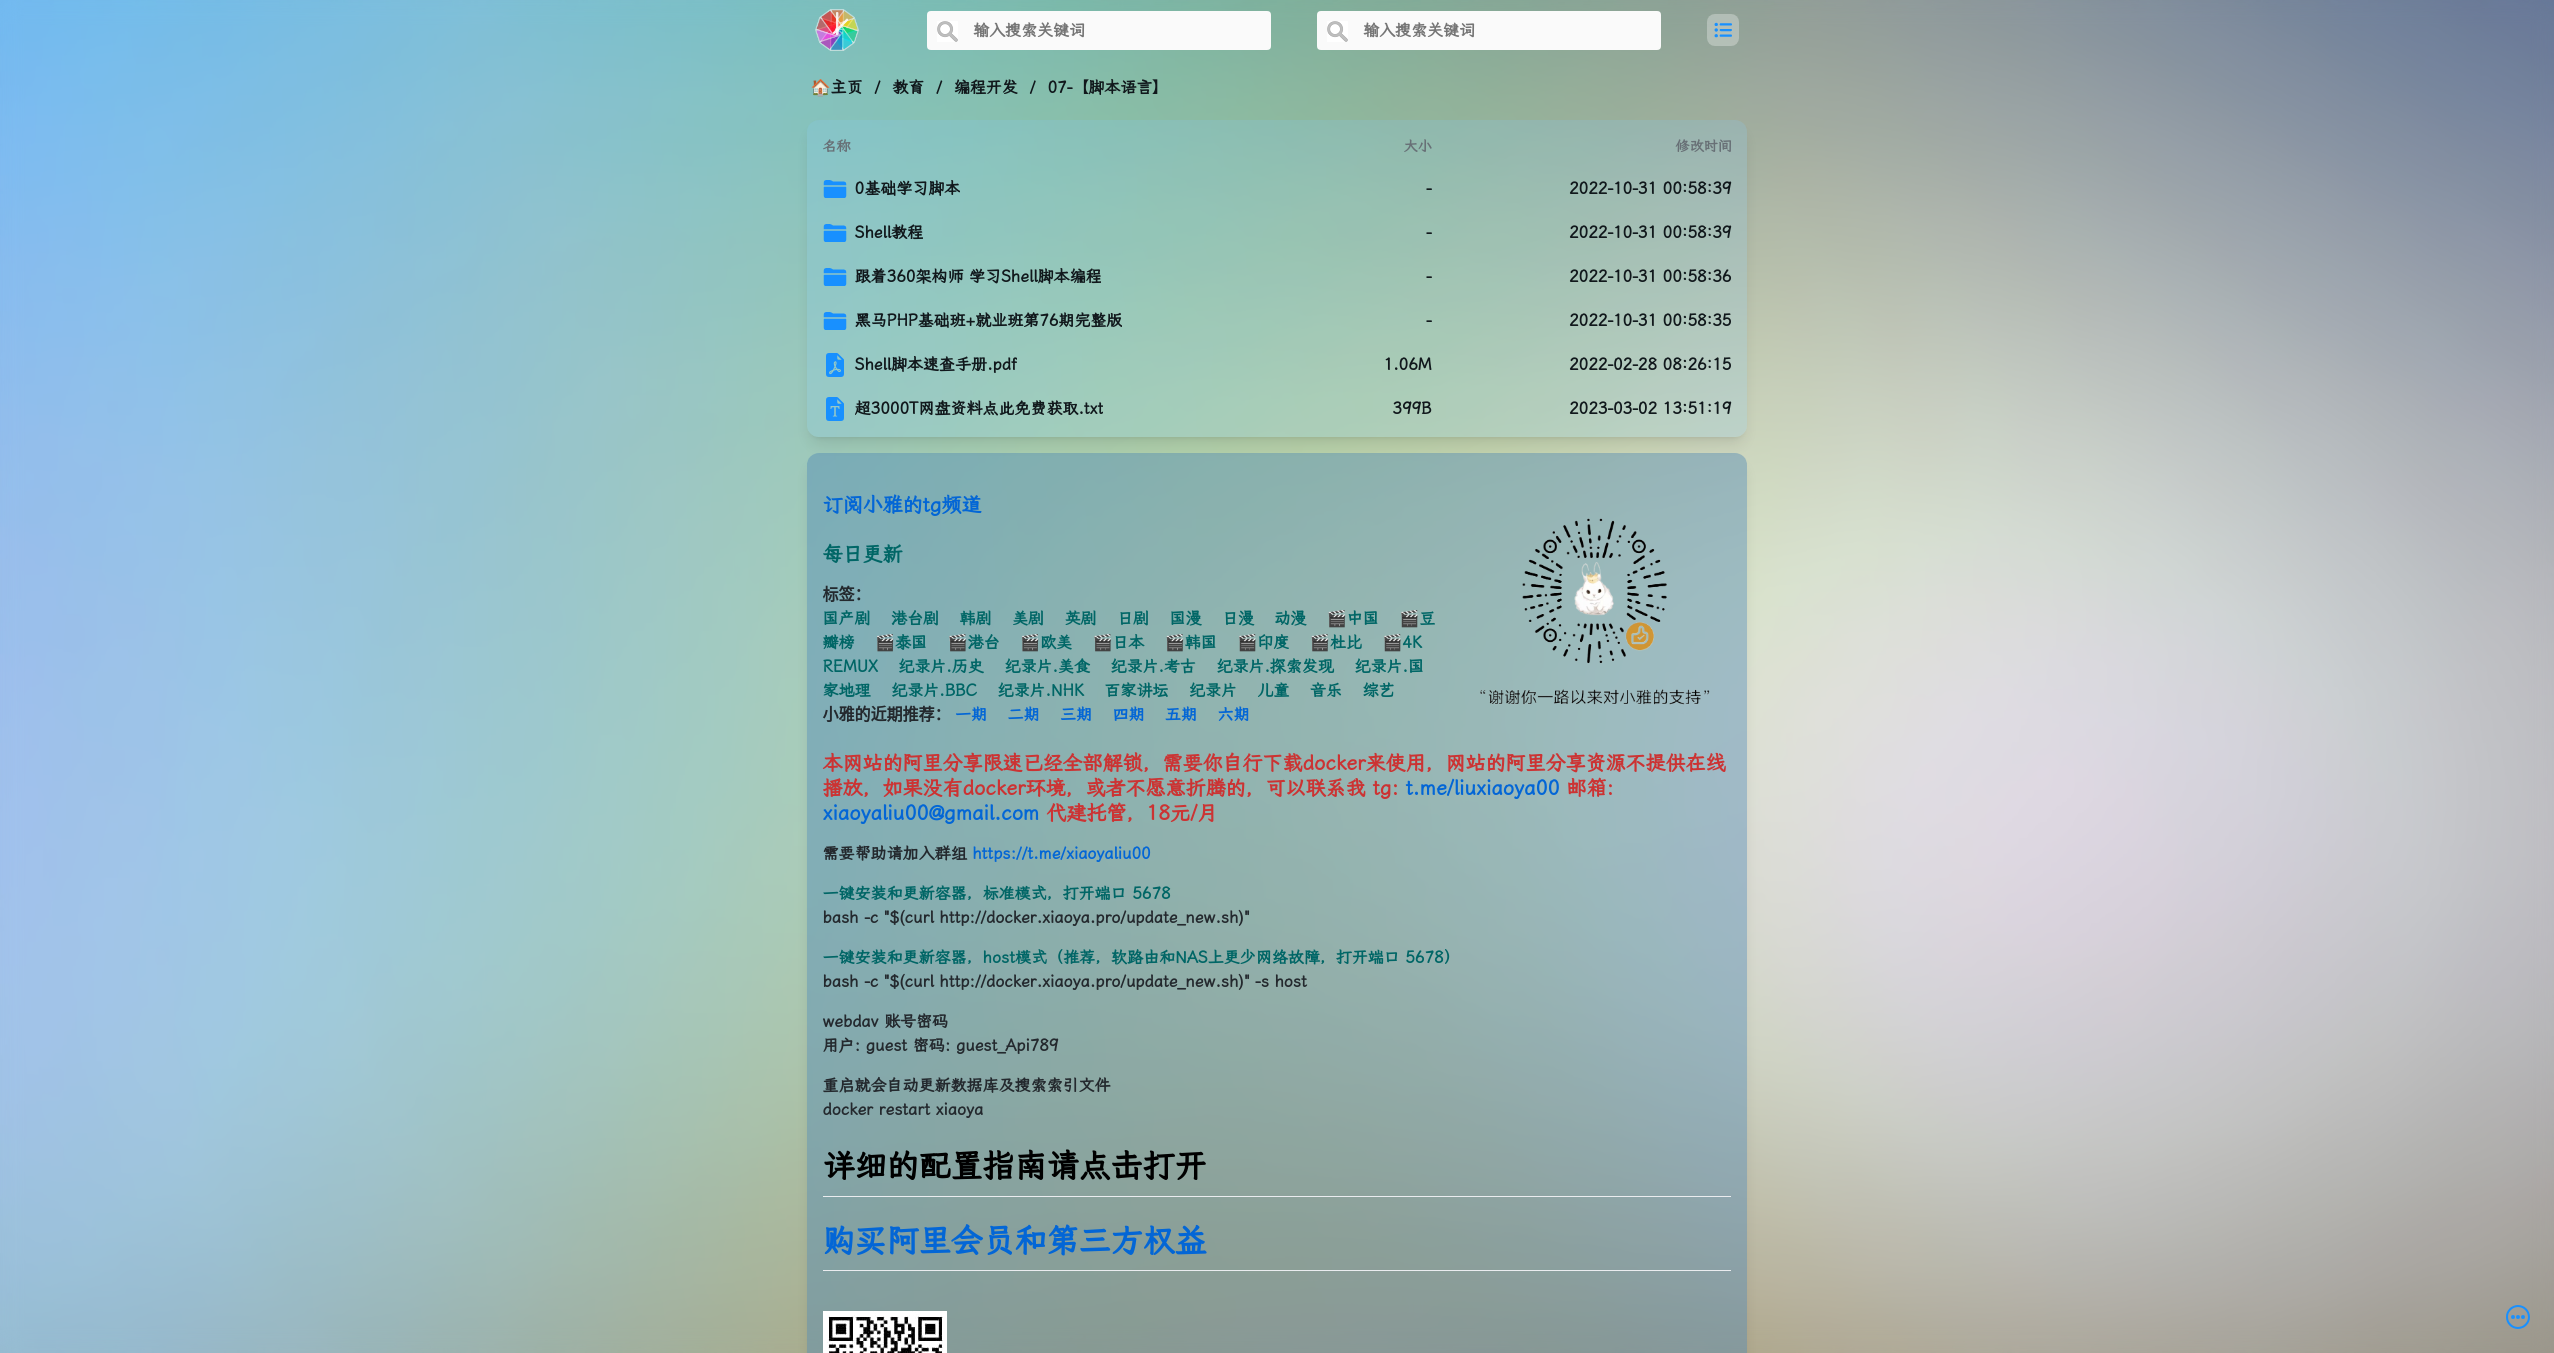 输入搜索关键词 输入搜索关键词
🏠主页 / 教育 / 编程开发 / 07-【脚本语言】
名称 大小 修改时间
0基础学习脚本 - 2022-10-31 00:58:39
Shell教程 - 2022-10-31 00:58:39
跟着360架构师 学习Shell脚本编程 - 2022-10-31 00:58:36
黑马PHP基础班+就业班第76期完整版 - 2022-10-31 00:58:35
Shell脚本速查手册.pdf 1.06M 2022-02-28 08:26:15
超3000T网盘资料点此免费获取.txt 399B 2023-03-02 13:51:19
订阅小雅的tg频道
每日更新
标签：
国产剧 港台剧 韩剧 美剧 英剧 日剧 国漫 日漫 动漫 🎬中国 🎬豆
瓣榜 🎬泰国 🎬港台 🎬欧美 🎬日本 🎬韩国 🎬印度 🎬杜比 🎬4K
REMUX 纪录片.历史 纪录片.美食 纪录片.考古 纪录片.探索发现 纪录片.国
家地理 纪录片.BBC 纪录片.NHK 百家讲坛 纪录片 儿童 音乐 综艺
小雅的近期推荐： 一期 二期 三期 四期 五期 六期
“谢谢你一路以来对小雅的支持”
本网站的阿里分享限速已经全部解锁，需要你自行下载docker来使用，网站的阿里分享资源不提供在线
播放，如果没有docker环境，或者不愿意折腾的，可以联系我 tg: t.me/liuxiaoya00 邮箱:
xiaoyaliu00@gmail.com 代建托管，18元/月
需要帮助请加入群组 https://t.me/xiaoyaliu00
一键安装和更新容器，标准模式，打开端口 5678
bash -c "$(curl http://docker.xiaoya.pro/update_new.sh)"
一键安装和更新容器，host模式（推荐，软路由和NAS上更少网络故障，打开端口 5678）
bash -c "$(curl http://docker.xiaoya.pro/update_new.sh)" -s host
webdav 账号密码
用户: guest 密码: guest_Api789
重启就会自动更新数据库及搜索索引文件
docker restart xiaoya
详细的配置指南请点击打开
购买阿里会员和第三方权益